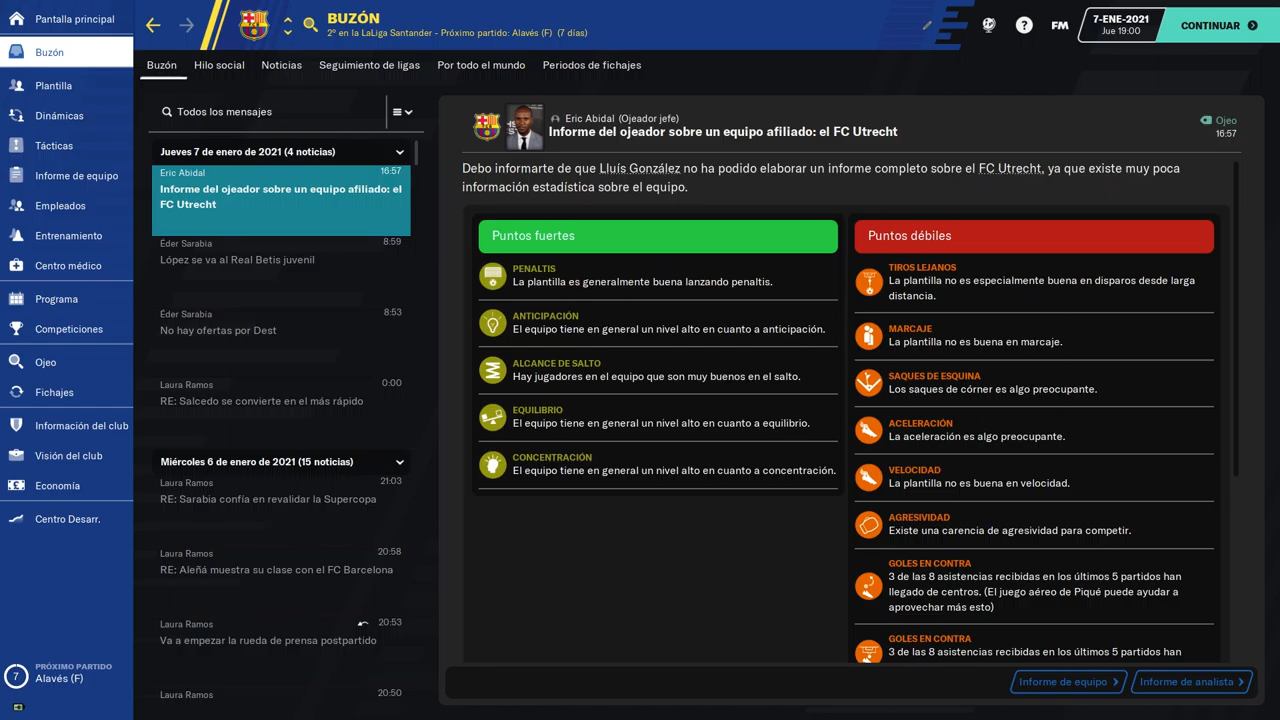 Pantalla principal
Buzón
Plantilla
Dinámicas
Tácticas
Informe de equipo
Empleados
Entrenamiento
Centro médico
Programa
Competiciones
Ojeo
Fichajes
Información del club
Visión del club
Economía
Centro Desarr.
7
PRÓXIMO PARTIDO
Alavés (F)
BUZÓN
2º en la LaLiga Santander - Próximo partido: Alavés (F) (7 días)
?
FM
7-ENE-2021
Jue 19:00
CONTINUAR
Buzón Hilo social Noticias Seguimiento de ligas Por todo el mundo Periodos de fichajes
Todos los mensajes
Jueves 7 de enero de 2021 (4 noticias)
Eric Abidal 16:57
Informe del ojeador sobre un equipo afiliado: el
FC Utrecht
Éder Sarabia 8:59
López se va al Real Betis juvenil
Éder Sarabia 8:53
No hay ofertas por Dest
Laura Ramos 0:00
RE: Salcedo se convierte en el más rápido
Miércoles 6 de enero de 2021 (15 noticias)
Laura Ramos 21:03
RE: Sarabia confía en revalidar la Supercopa
Laura Ramos 20:58
RE: Aleñá muestra su clase con el FC Barcelona
Laura Ramos 20:53
Va a empezar la rueda de prensa postpartido
Laura Ramos 20:50
Eric Abidal (Ojeador jefe)
Informe del ojeador sobre un equipo afiliado: el FC Utrecht
Ojeo
16:57
Debo informarte de que Lluís González no ha podido elaborar un informe completo sobre el FC Utrecht, ya que existe muy poca
información estadística sobre el equipo.
Puntos fuertes
PENALTIS
La plantilla es generalmente buena lanzando penaltis.
ANTICIPACIÓN
El equipo tiene en general un nivel alto en cuanto a anticipación.
ALCANCE DE SALTO
Hay jugadores en el equipo que son muy buenos en el salto.
EQUILIBRIO
El equipo tiene en general un nivel alto en cuanto a equilibrio.
CONCENTRACIÓN
El equipo tiene en general un nivel alto en cuanto a concentración.
Puntos débiles
TIROS LEJANOS
La plantilla no es especialmente buena en disparos desde larga
distancia.
MARCAJE
La plantilla no es buena en marcaje.
SAQUES DE ESQUINA
Los saques de córner es algo preocupante.
ACELERACIÓN
La aceleración es algo preocupante.
VELOCIDAD
La plantilla no es buena en velocidad.
AGRESIVIDAD
Existe una carencia de agresividad para competir.
GOLES EN CONTRA
3 de las 8 asistencias recibidas en los últimos 5 partidos han
llegado de centros. (El juego aéreo de Piqué puede ayudar a
aprovechar más esto)
GOLES EN CONTRA
3 de las 8 asistencias recibidas en los últimos 5 partidos han
Informe de equipo
Informe de analista